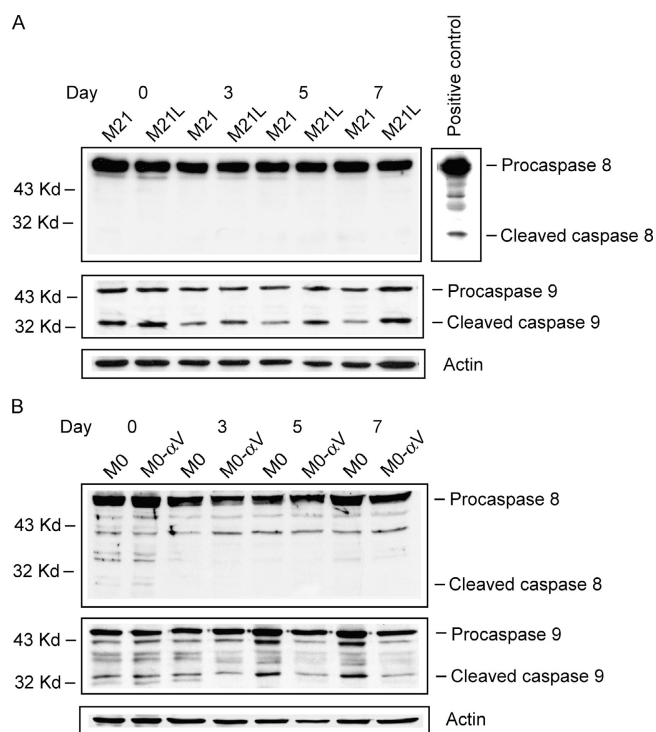 A
Day 0 3 5 7
M21 M21L M21 M21L M21 M21L M21 M21L
Positive control
43 Kd
32 Kd
Procaspase 8
Cleaved caspase 8
43 Kd
32 Kd
Procaspase 9
Cleaved caspase 9
Actin
B
Day 0 3 5 7
M0 M0-αV M0 M0-αV M0 M0-αV M0 M0-αV
43 Kd
32 Kd
Procaspase 8
Cleaved caspase 8
43 Kd
32 Kd
Procaspase 9
Cleaved caspase 9
Actin